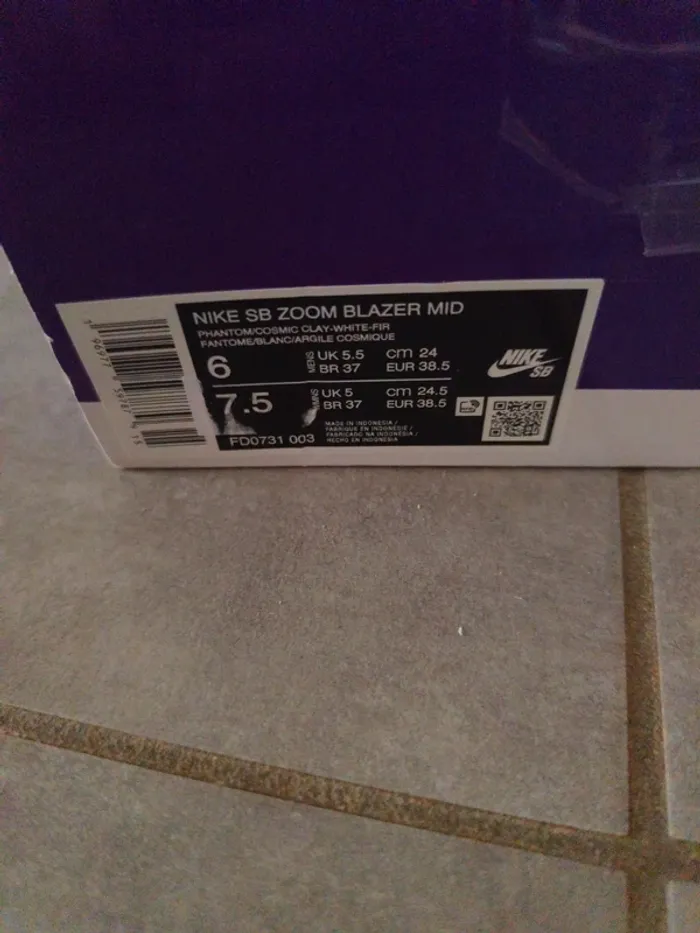 NIKE SB ZOOM BLAZER MID
PHANTOM/COSMIC CLAY-WHITE-FIR
FANTOME/BLANC/ARGILE COSMIQUE
6 MENS UK 5.5 cm 24
BR 37 EUR 38.5
7.5 UK 5 cm 24.5
BR 37 EUR 38.5
NIKE
SB
MADE IN INDONESIA /
FABRIQUE EN INDONESIE /
FABRICADO NA INDONESIA /
HECHO EN INDONESIA
FD0731 003